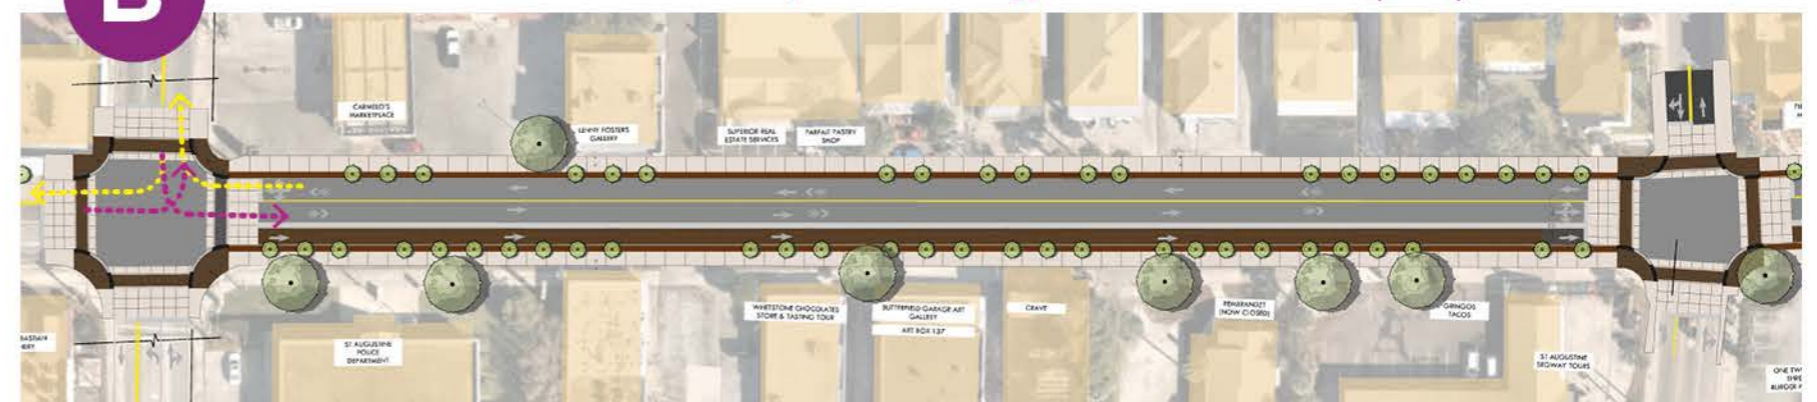 B
CARMELO'S
MARKETPLACE
LENNY FOSTER'S
GALLERY
SUPERIOR REAL
ESTATE SERVICES
PARFAIT PASTRY
SHOP
WHETSTONE CHOCOLATES
STORE & TASTING TOUR
BUTTERFIELD GARAGE ART
GALLERY
ART BOX 137
CRAVE
[NOW CLOSED]
GRINGOS
TACOS
ST AUGUSTINE
POLICE
DEPARTMENT
ST AUGUSTINE
SEGWAY TOURS